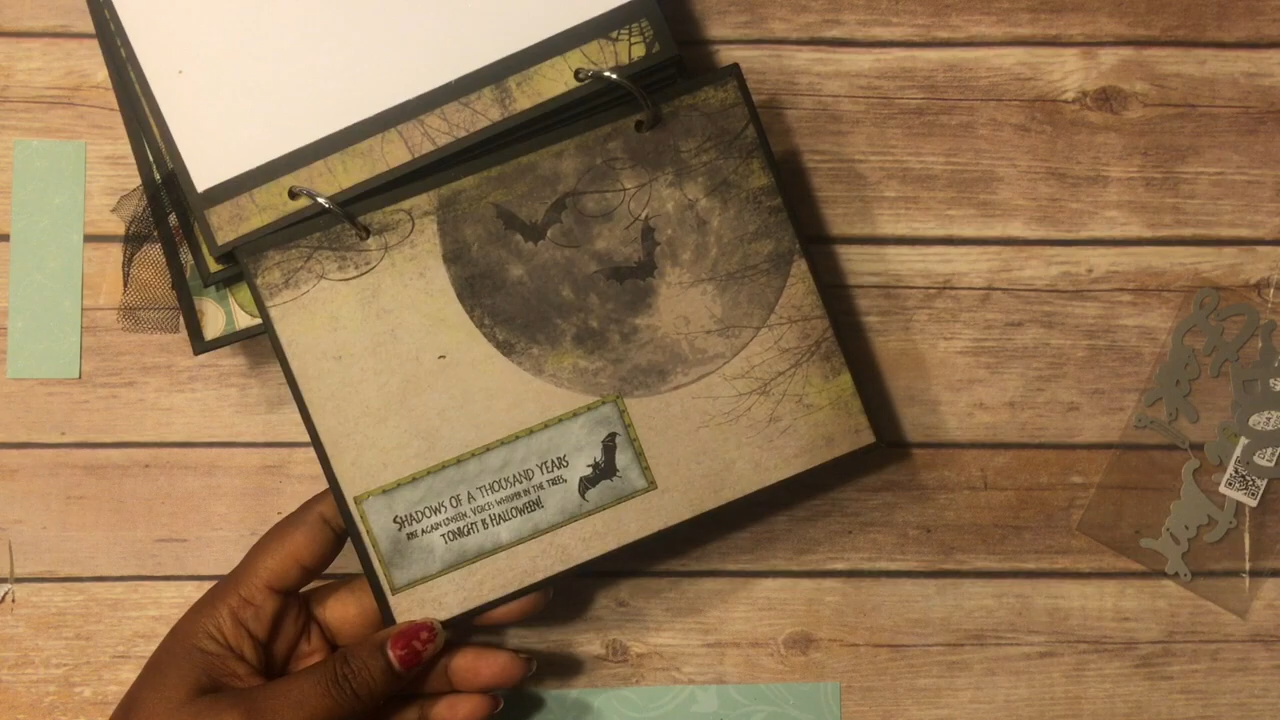 SHADOWS OF A THOUSAND YEARS
RISE AGAIN UNSEEN. VOICES WHISPER IN THE TREES,
TONIGHT IS HALLOWEEN!